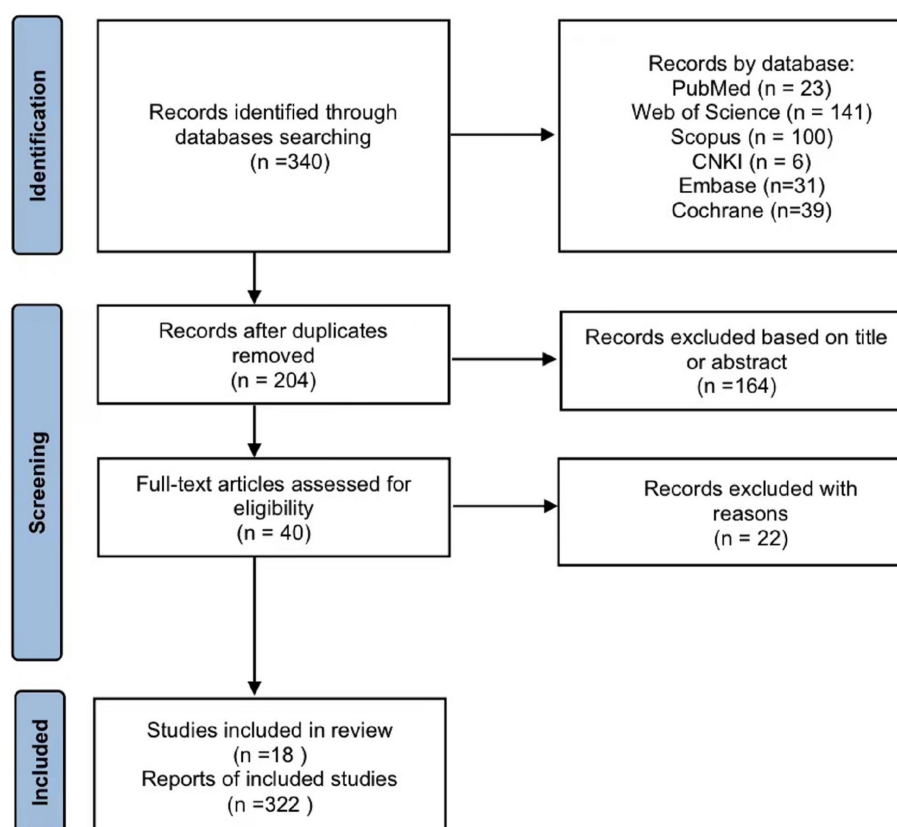 Identification
Records identified through
databases searching
(n =340)
Records by database:
PubMed (n = 23)
Web of Science (n = 141)
Scopus (n = 100)
CNKI (n = 6)
Embase (n=31)
Cochrane (n=39)
Screening
Records after duplicates
removed
(n = 204)
Records excluded based on title
or abstract
(n =164)
Full-text articles assessed for
eligibility
(n = 40)
Records excluded with
reasons
(n = 22)
Included
Studies included in review
(n =18 )
Reports of included studies
(n =322 )